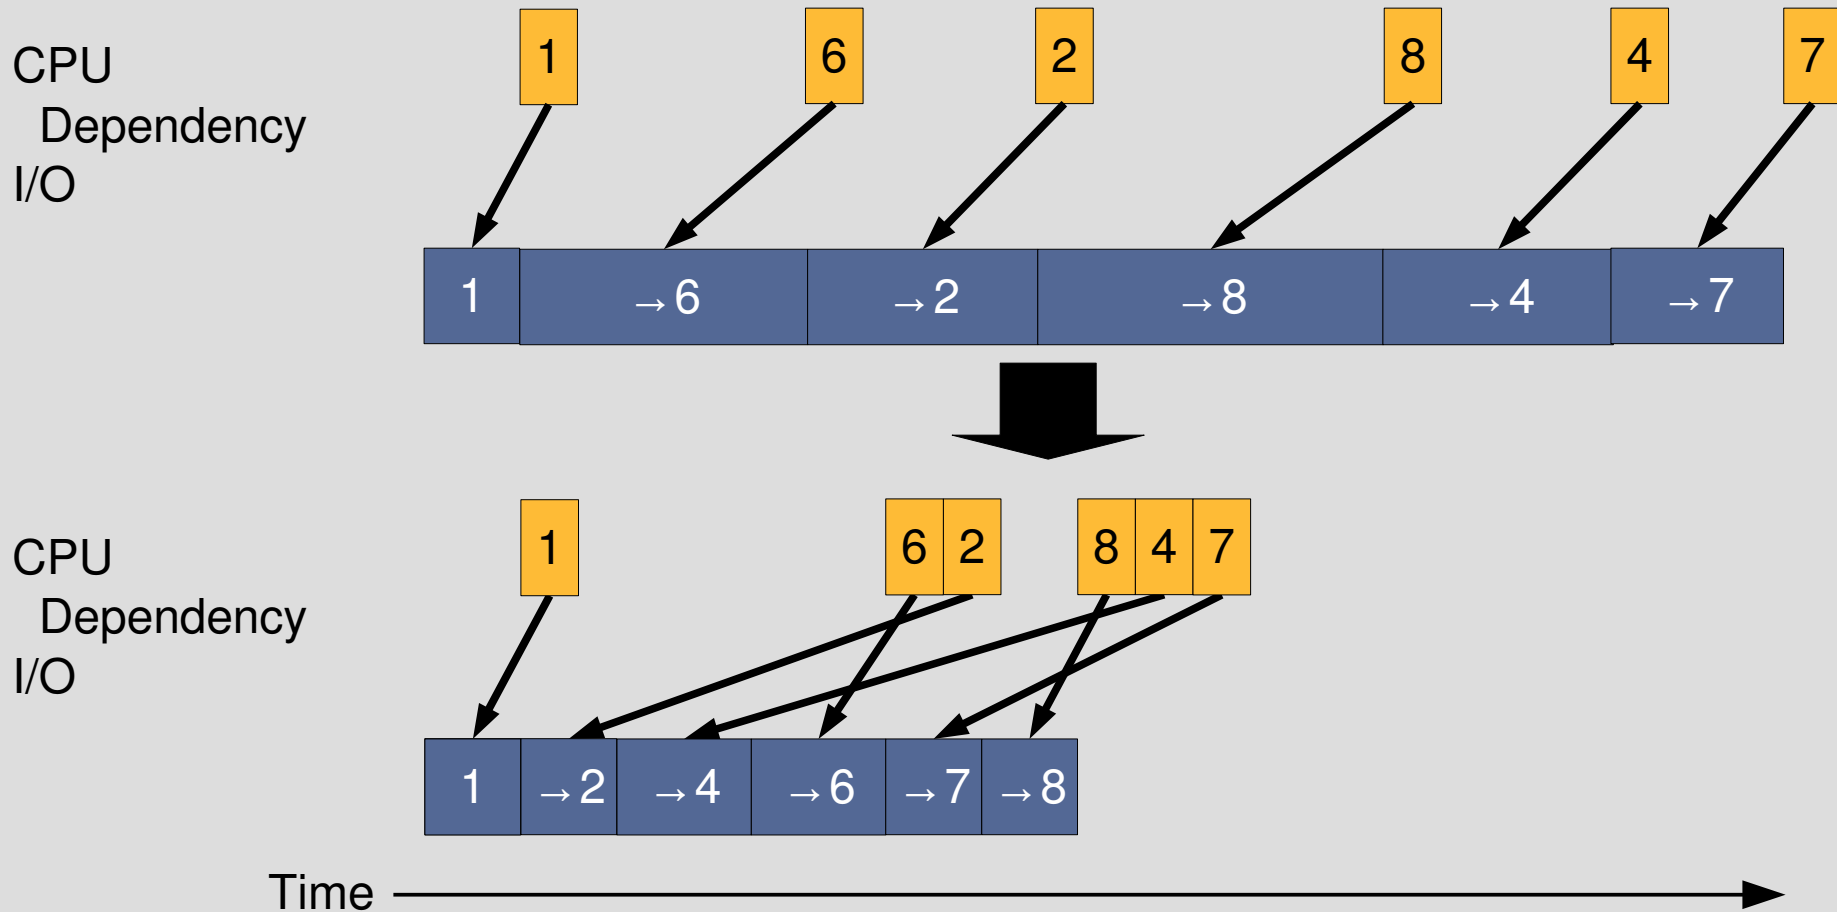 1 6 2 8 4 7
CPU
Dependency
I/O
1 →6 →2 →8 →4 →7
1 6 2 8 4 7
CPU
Dependency
I/O
1 →2 →4 →6 →7 →8
Time